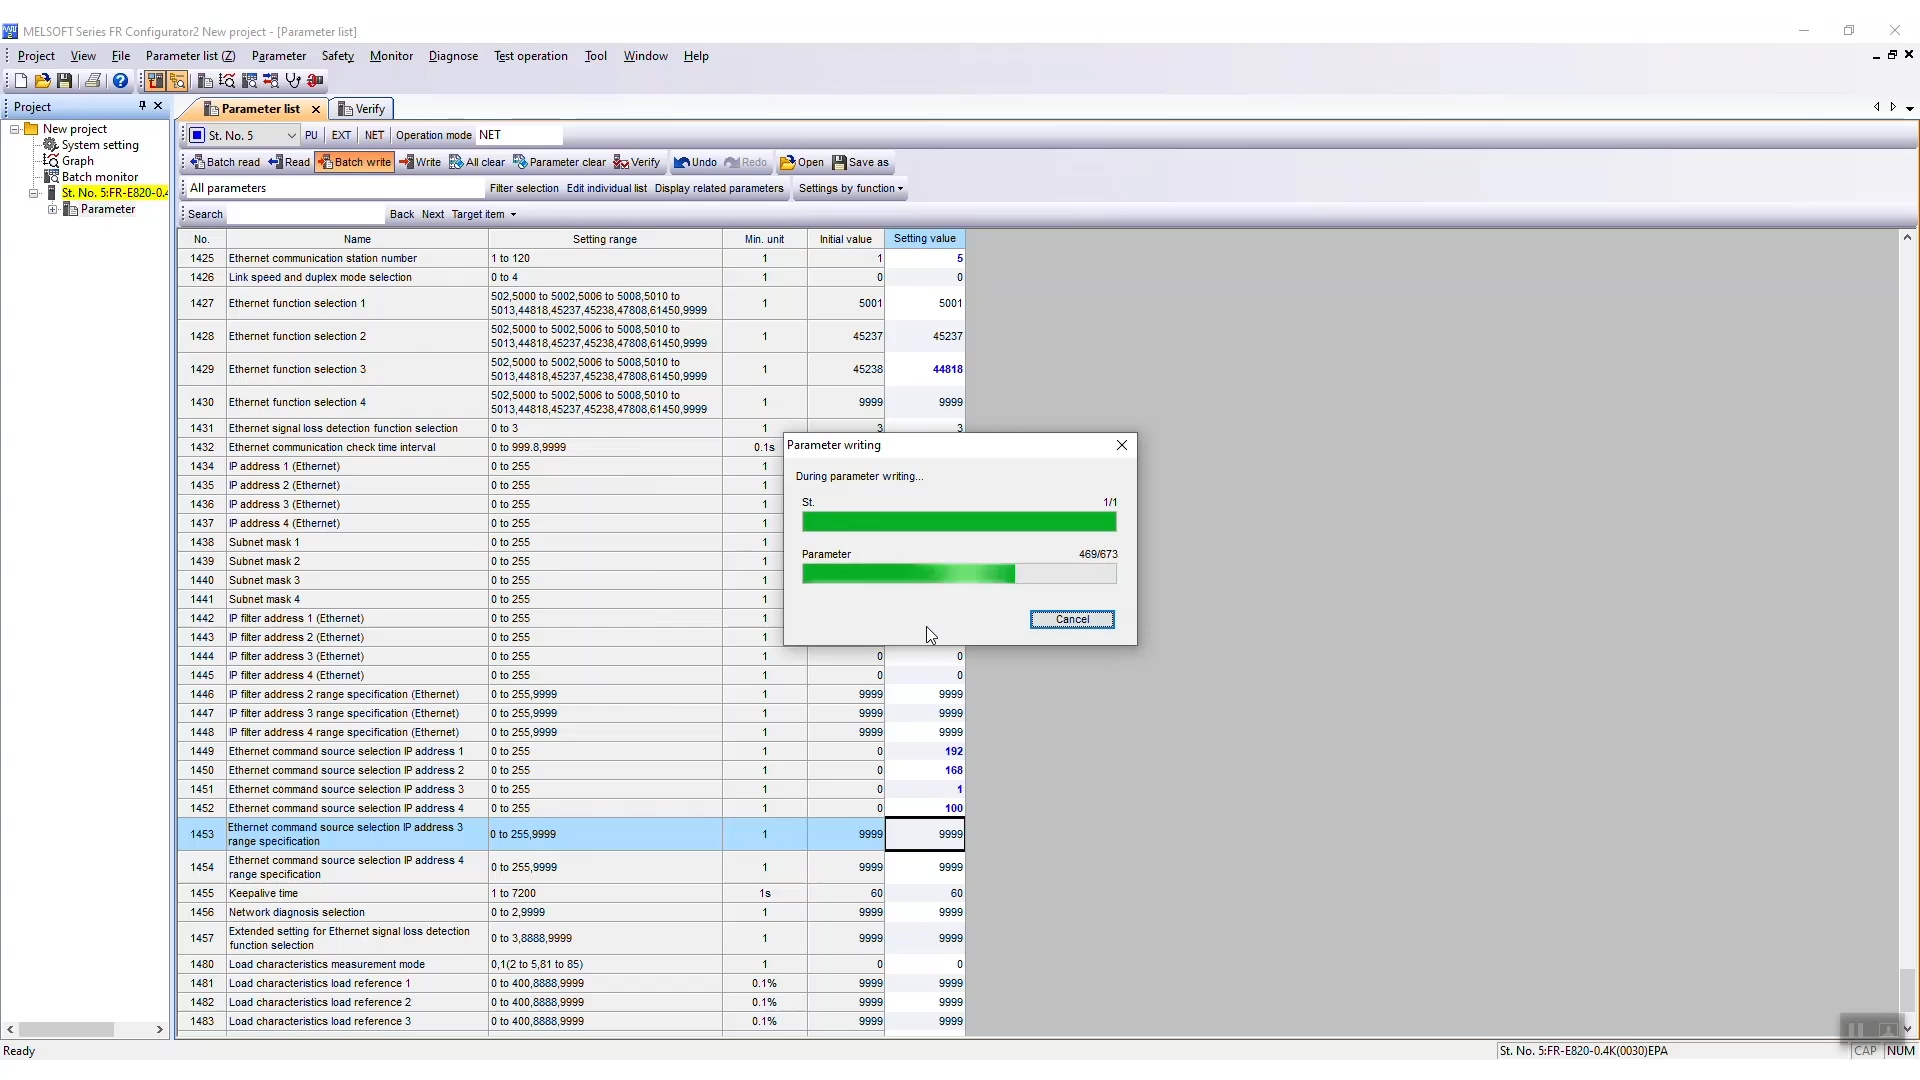 MELSOFT Series FR Configurator2 New project - [Parameter list]
Project View File Parameter list (Z) Parameter Safety Monitor Diagnose Test operation Tool Window Help
Project
Parameter list
Verify
New project
System setting
Graph
Batch monitor
St. No. 5:FR-E820-0.4
Parameter
St. No. 5 PU EXT NET Operation mode NET
Batch read Read Batch write Write All clear Parameter clear Verify Undo Redo Open Save as
All parameters Filter selection Edit individual list Display related parameters Settings by function
Search Back Next Target item
No. Name Setting range Min. unit Initial value Setting value
1425 Ethernet communication station number 1 to 120 1 1 5
1426 Link speed and duplex mode selection 0 to 4 1 0 0
1427 Ethernet function selection 1 502,5000 to 5002,5006 to 5008,5010 to
5013,44818,45237,45238,47808,61450,9999 1 5001 5001
1428 Ethernet function selection 2 502,5000 to 5002,5006 to 5008,5010 to
5013,44818,45237,45238,47808,61450,9999 1 45237 45237
1429 Ethernet function selection 3 502,5000 to 5002,5006 to 5008,5010 to
5013,44818,45237,45238,47808,61450,9999 1 45238 44818
1430 Ethernet function selection 4 502,5000 to 5002,5006 to 5008,5010 to
5013,44818,45237,45238,47808,61450,9999 1 9999 9999
1431 Ethernet signal loss detection function selection 0 to 3 1 3 3
1432 Ethernet communication check time interval 0 to 999.8,9999 0.1s
1434 IP address 1 (Ethernet) 0 to 255 1
1435 IP address 2 (Ethernet) 0 to 255 1
1436 IP address 3 (Ethernet) 0 to 255 1
1437 IP address 4 (Ethernet) 0 to 255 1
1438 Subnet mask 1 0 to 255 1
1439 Subnet mask 2 0 to 255 1
1440 Subnet mask 3 0 to 255 1
1441 Subnet mask 4 0 to 255 1
1442 IP filter address 1 (Ethernet) 0 to 255 1
1443 IP filter address 2 (Ethernet) 0 to 255 1
1444 IP filter address 3 (Ethernet) 0 to 255 1 0 0
1445 IP filter address 4 (Ethernet) 0 to 255 1 0 0
1446 IP filter address 2 range specification (Ethernet) 0 to 255,9999 1 9999 9999
1447 IP filter address 3 range specification (Ethernet) 0 to 255,9999 1 9999 9999
1448 IP filter address 4 range specification (Ethernet) 0 to 255,9999 1 9999 9999
1449 Ethernet command source selection IP address 1 0 to 255 1 0 192
1450 Ethernet command source selection IP address 2 0 to 255 1 0 168
1451 Ethernet command source selection IP address 3 0 to 255 1 0 1
1452 Ethernet command source selection IP address 4 0 to 255 1 0 100
1453 Ethernet command source selection IP address 3
range specification 0 to 255,9999 1 9999 9999
1454 Ethernet command source selection IP address 4
range specification 0 to 255,9999 1 9999 9999
1455 Keepalive time 1 to 7200 1s 60 60
1456 Network diagnosis selection 0 to 2,9999 1 9999 9999
1457 Extended setting for Ethernet signal loss detection
function selection 0 to 3,8888,9999 1 9999 9999
1480 Load characteristics measurement mode 0,1(2 to 5,81 to 85) 1 0 0
1481 Load characteristics load reference 1 0 to 400,8888,9999 0.1% 9999 9999
1482 Load characteristics load reference 2 0 to 400,8888,9999 0.1% 9999 9999
1483 Load characteristics load reference 3 0 to 400,8888,9999 0.1% 9999 9999
Parameter writing
During parameter writing...
St. 1/1
Parameter 469/673
Cancel
Ready
St. No. 5:FR-E820-0.4K(0030)EPA CAP NUM